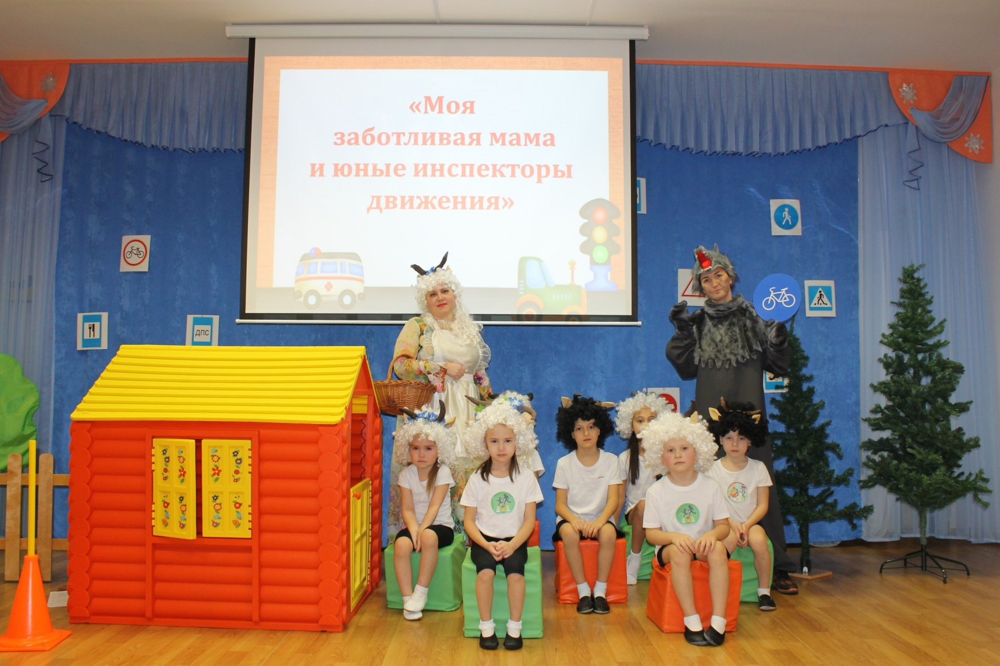 «Моя
заботливая мама
и юные инспекторы
движения»
ДПС